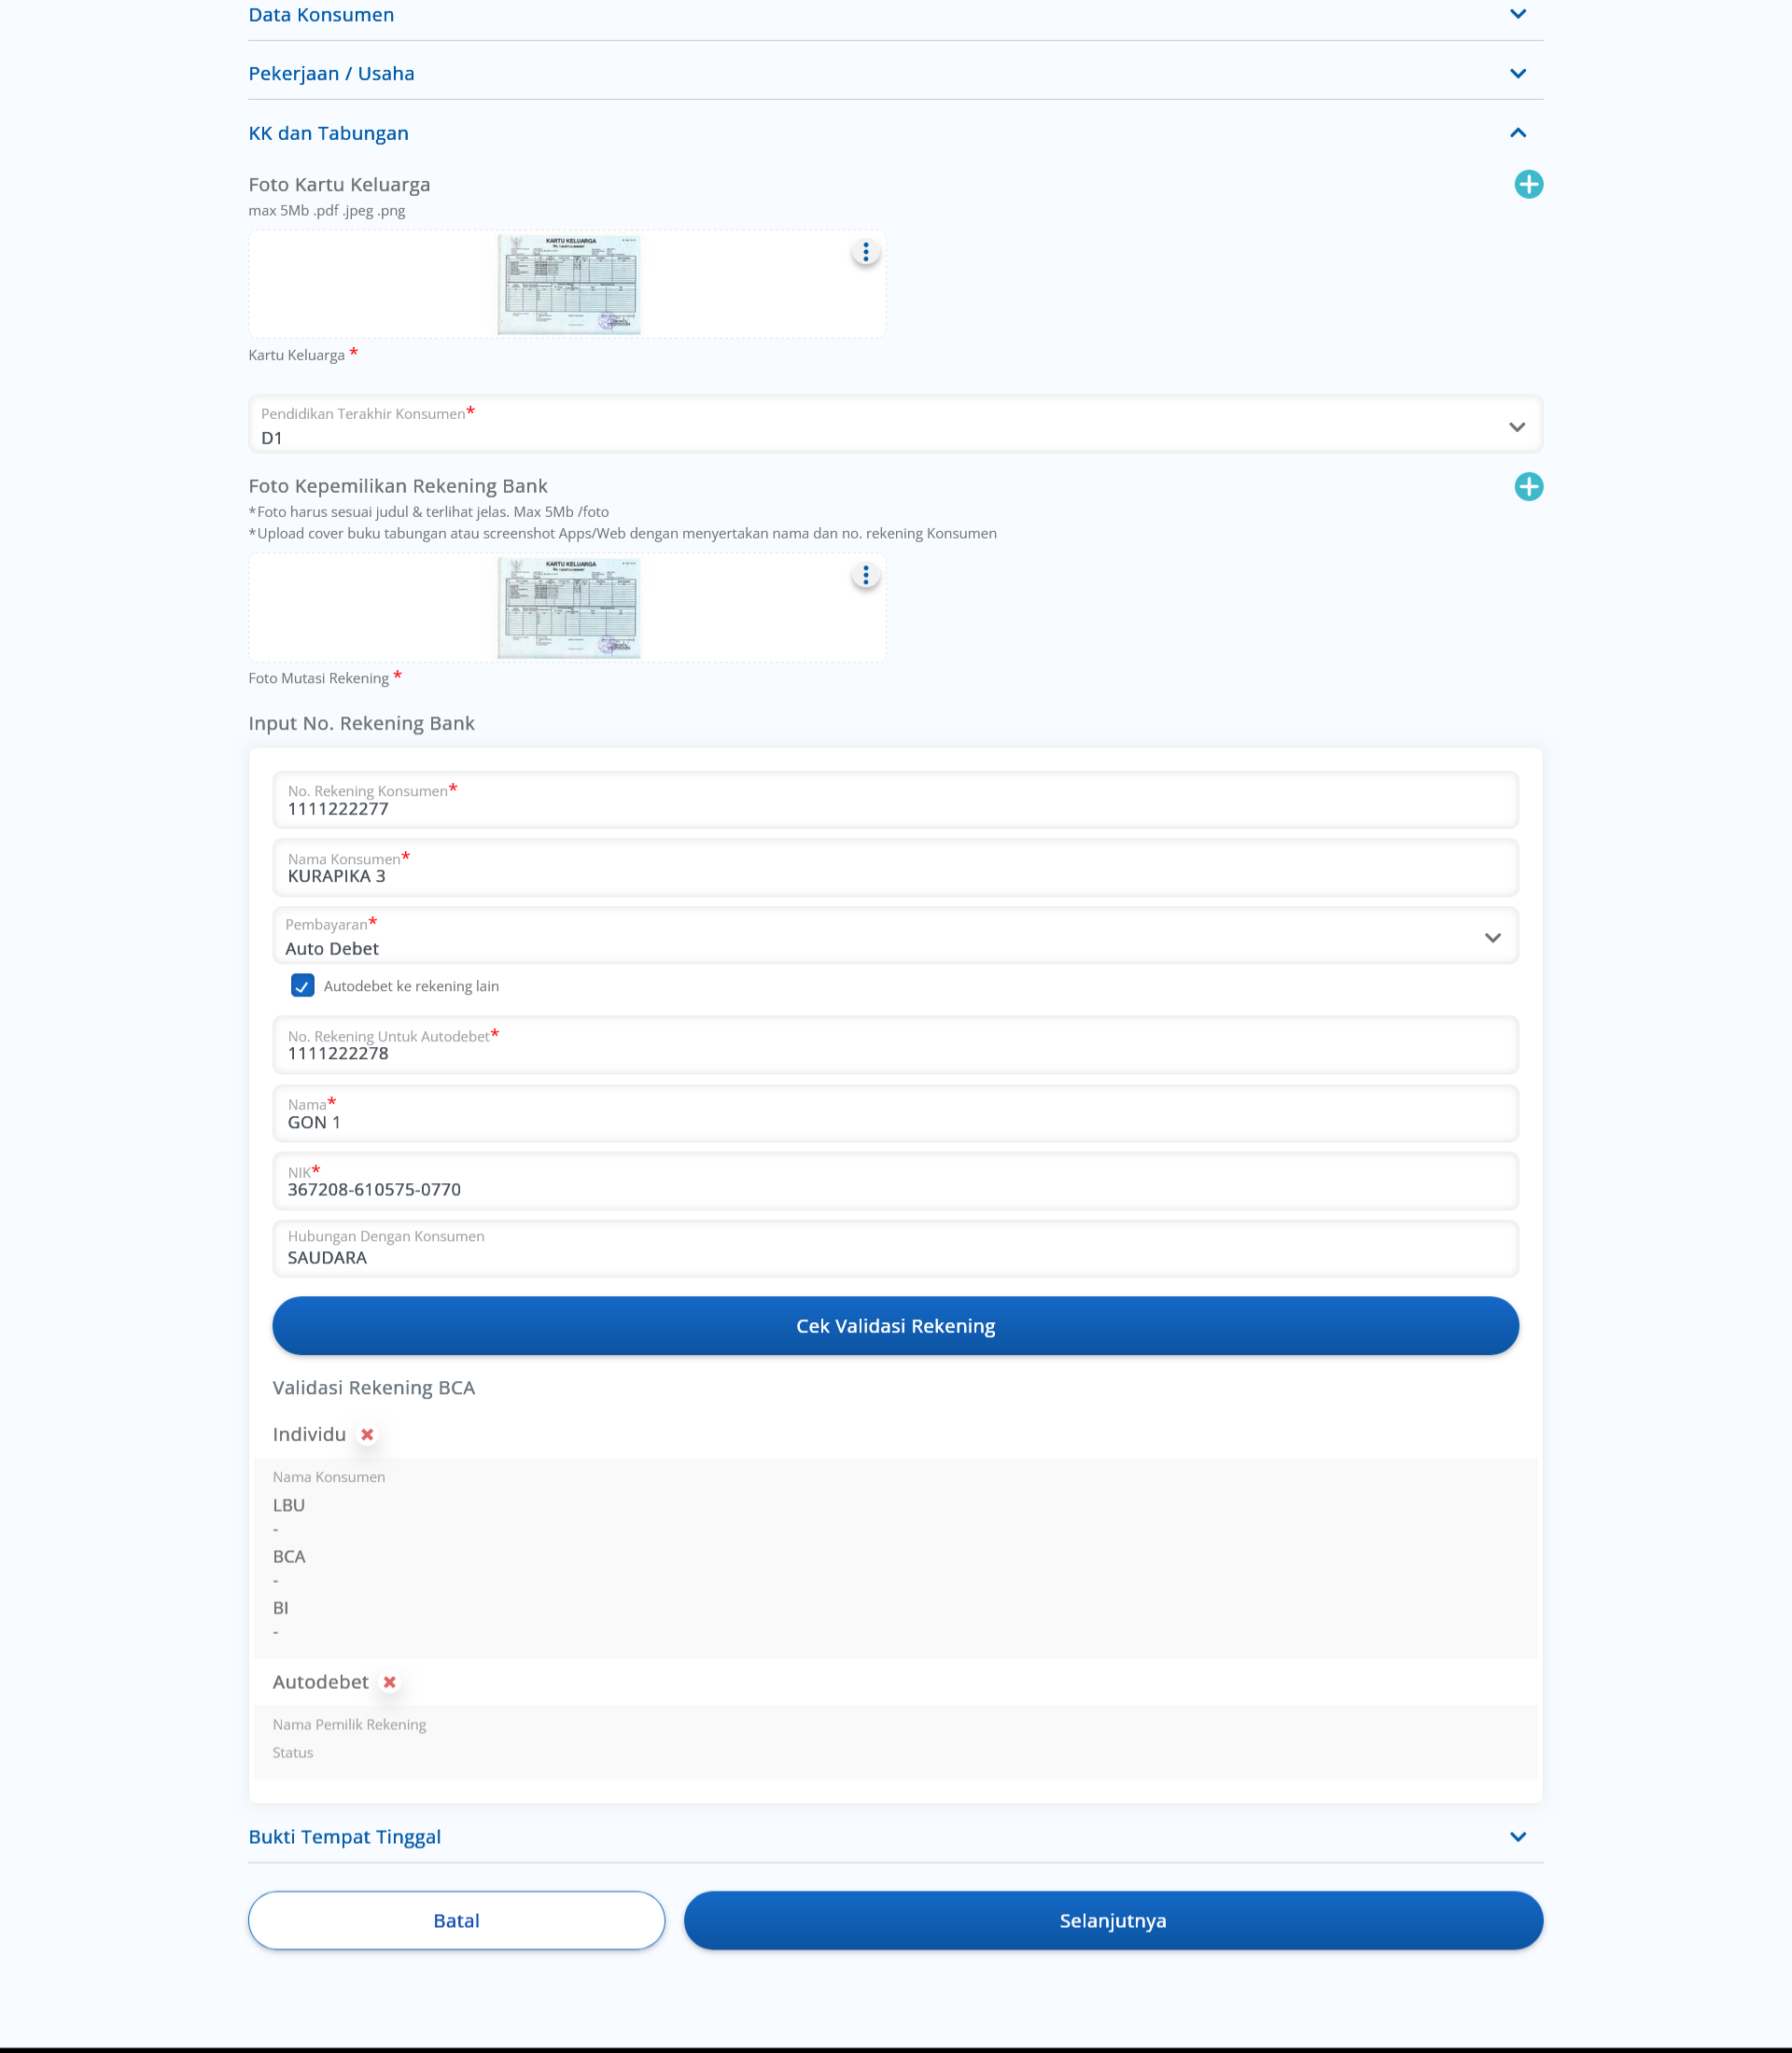 Data Konsumen
Pekerjaan / Usaha
KK dan Tabungan
Foto Kartu Keluarga
max 5Mb .pdf .jpeg .png
KARTU KELUARGA
Kartu Keluarga *
Pendidikan Terakhir Konsumen*
D1
Foto Kepemilikan Rekening Bank
*Foto harus sesuai judul & terlihat jelas. Max 5Mb /foto
*Upload cover buku tabungan atau screenshot Apps/Web dengan menyertakan nama dan no. rekening Konsumen
KARTU KELUARGA
Foto Mutasi Rekening *
Input No. Rekening Bank
No. Rekening Konsumen*
1111222277
Nama Konsumen*
KURAPIKA 3
Pembayaran*
Auto Debet
Autodebet ke rekening lain
No. Rekening Untuk Autodebet*
1111222278
Nama*
GON 1
NIK*
367208-610575-0770
Hubungan Dengan Konsumen
SAUDARA
Cek Validasi Rekening
Validasi Rekening BCA
Individu
Nama Konsumen
LBU
-
BCA
-
BI
-
Autodebet
Nama Pemilik Rekening
Status
Bukti Tempat Tinggal
Batal
Selanjutnya